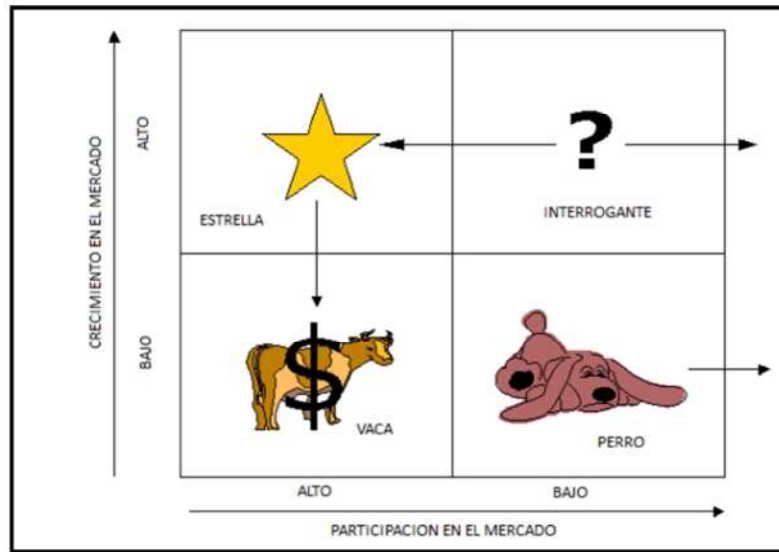 CRECIMIENTO EN EL MERCADO
ALTO
BAJO
ESTRELLA
?
INTERROGANTE
$
VACA
PERRO
ALTO
BAJO
PARTICIPACION EN EL MERCADO